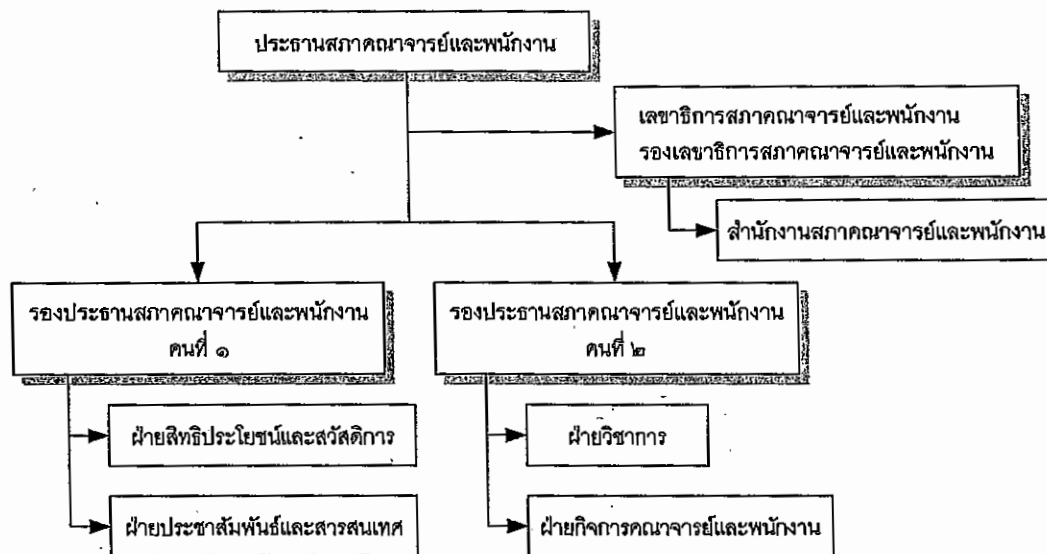 ประธานสภาคณาจารย์และพนักงาน
เลขาธิการสภาคณาจารย์และพนักงาน
รองเลขาธิการสภาคณาจารย์และพนักงาน
สำนักงานสภาคณาจารย์และพนักงาน
รองประธานสภาคณาจารย์และพนักงาน
คนที่ ๑
รองประธานสภาคณาจารย์และพนักงาน
คนที่ ๒
ฝ่ายสิทธิประโยชน์และสวัสดิการ
ฝ่ายวิชาการ
ฝ่ายประชาสัมพันธ์และสารสนเทศ
ฝ่ายกิจการคณาจารย์และพนักงาน